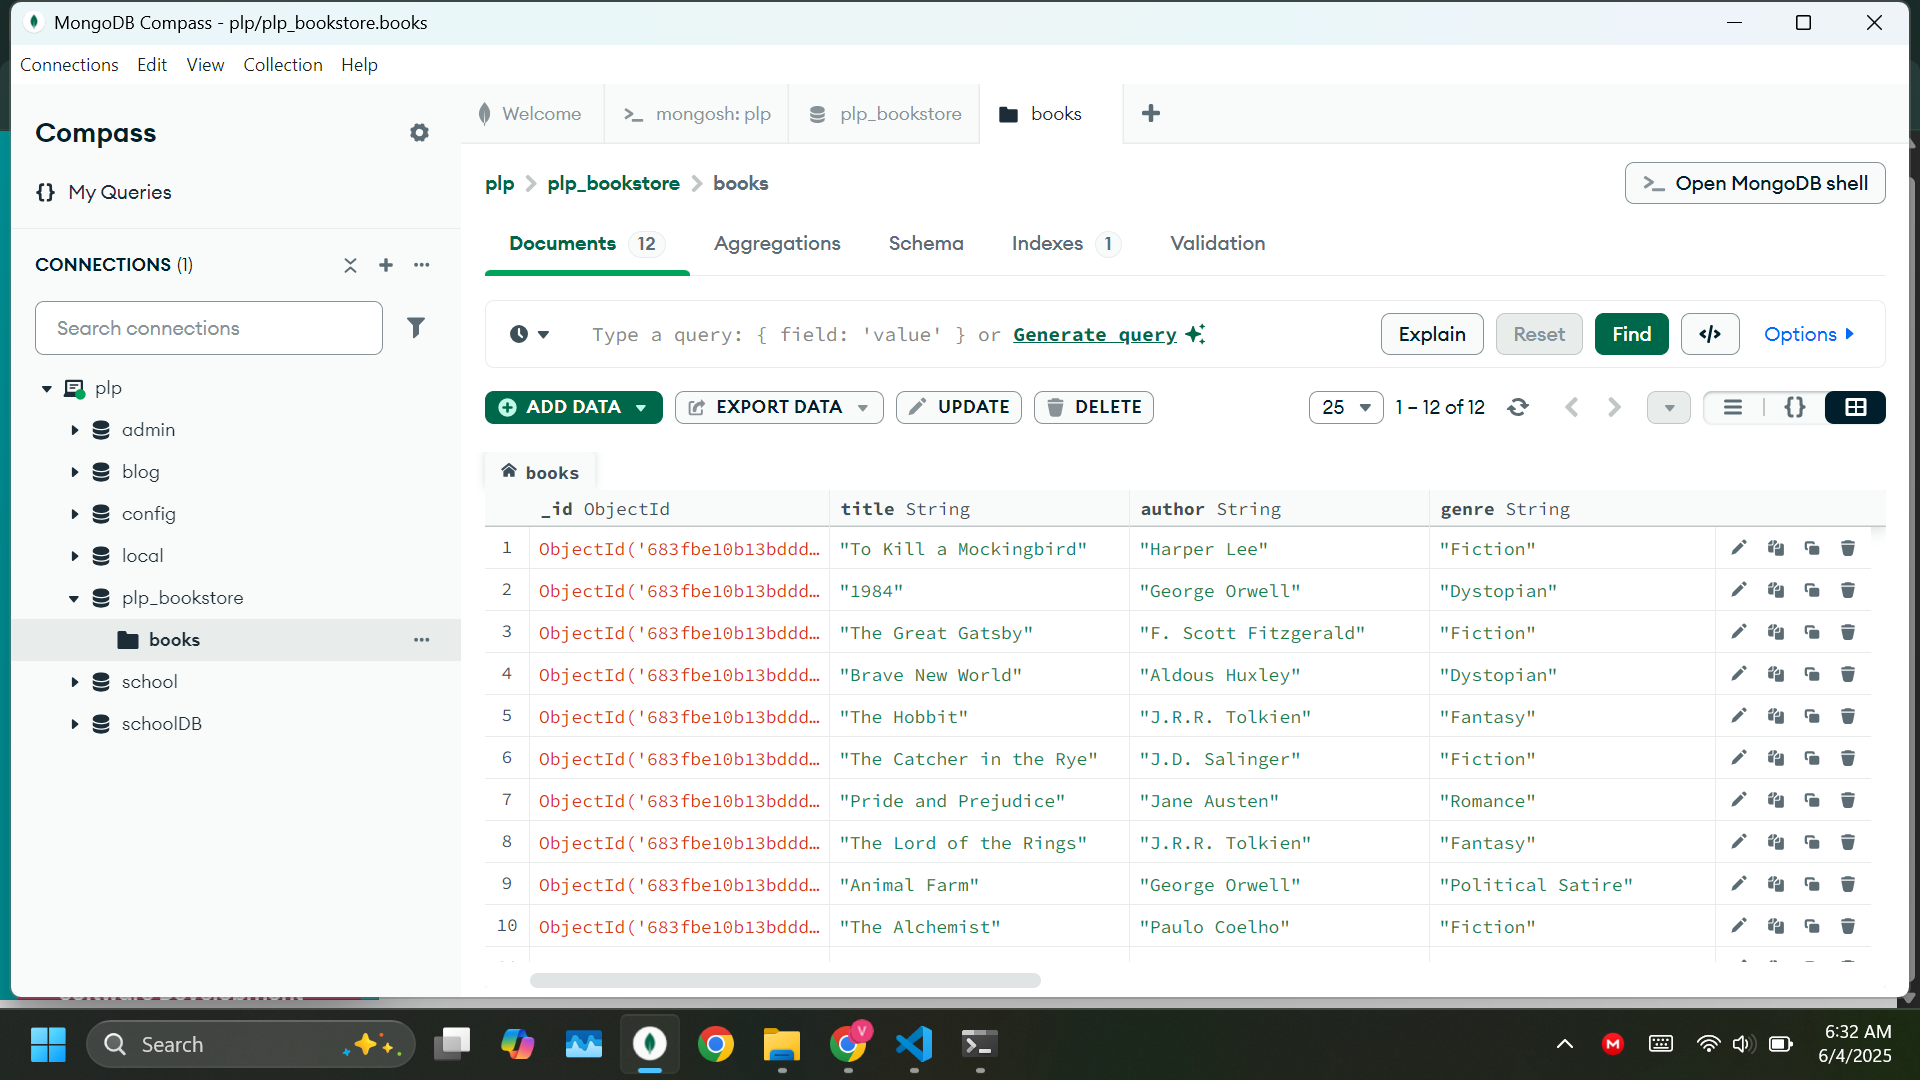 MongoDB Compass - plp/plp_bookstore.books
Connections Edit View Collection Help
Compass
{} My Queries
CONNECTIONS (1)
Search connections
plp
admin
blog
config
local
plp_bookstore
books
school
schoolDB
Welcome
>_ mongosh: plp
plp_bookstore
books
plp > plp_bookstore > books
>_ Open MongoDB shell
Documents 12 Aggregations Schema Indexes 1 Validation
Type a query: { field: 'value' } or Generate query
Explain Reset Find </> Options
ADD DATA EXPORT DATA UPDATE DELETE
25 1 – 12 of 12 {}
books
_id ObjectId title String author String genre String
1 ObjectId('683fbe10b13bddd… "To Kill a Mockingbird" "Harper Lee" "Fiction"
2 ObjectId('683fbe10b13bddd… "1984" "George Orwell" "Dystopian"
3 ObjectId('683fbe10b13bddd… "The Great Gatsby" "F. Scott Fitzgerald" "Fiction"
4 ObjectId('683fbe10b13bddd… "Brave New World" "Aldous Huxley" "Dystopian"
5 ObjectId('683fbe10b13bddd… "The Hobbit" "J.R.R. Tolkien" "Fantasy"
6 ObjectId('683fbe10b13bddd… "The Catcher in the Rye" "J.D. Salinger" "Fiction"
7 ObjectId('683fbe10b13bddd… "Pride and Prejudice" "Jane Austen" "Romance"
8 ObjectId('683fbe10b13bddd… "The Lord of the Rings" "J.R.R. Tolkien" "Fantasy"
9 ObjectId('683fbe10b13bddd… "Animal Farm" "George Orwell" "Political Satire"
10 ObjectId('683fbe10b13bddd… "The Alchemist" "Paulo Coelho" "Fiction"
Search
V
M
6:32 AM
6/4/2025